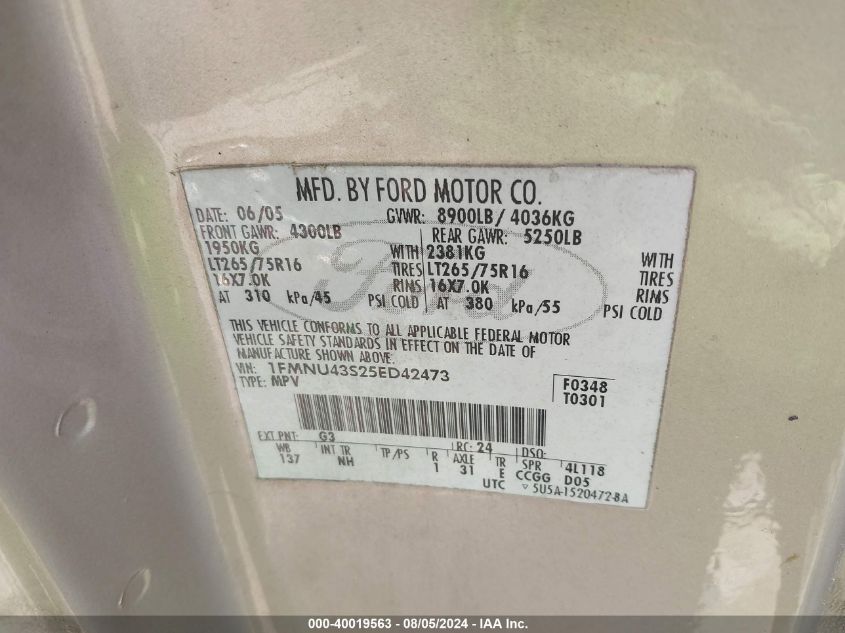 MFD. BY FORD MOTOR CO.
DATE: 06/05 GVWR: 8900LB/ 4036KG
FRONT GAWR: 4300LB REAR GAWR: 5250LB
1950KG WITH 2381KG WITH
LT265/75R16 TIRES LT265/75R16 TIRES
16X7.0K RIMS 16X7.0K RIMS
AT 310 kPa/45 PSI COLD AT 380 kPa/55 PSI COLD
Ford
THIS VEHICLE CONFORMS TO ALL APPLICABLE FEDERAL MOTOR
VEHICLE SAFETY STANDARDS IN EFFECT ON THE DATE OF
MANUFACTURE SHOWN ABOVE.
VIN: 1FMNU43S25ED42473
TYPE: MPV
F0348
T0301
EXT PNT: G3 RC: 24 DSO:
WB INT TR TP/PS R AXLE TR SPR 4L118
137 NH 1 31 E CCGG D05
UTC ▽ 5U5A-1520472-BA
000-40019563 - 08/05/2024 - IAA Inc.